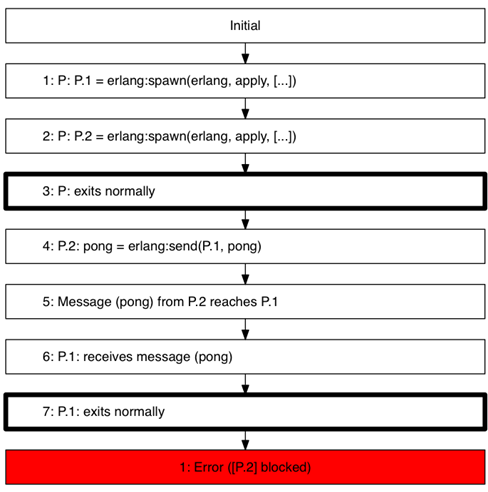 Initial
1: P: P.1 = erlang:spawn(erlang, apply, [...])
2: P: P.2 = erlang:spawn(erlang, apply, [...])
3: P: exits normally
4: P.2: pong = erlang:send(P.1, pong)
5: Message (pong) from P.2 reaches P.1
6: P.1: receives message (pong)
7: P.1: exits normally
1: Error ([P.2] blocked)